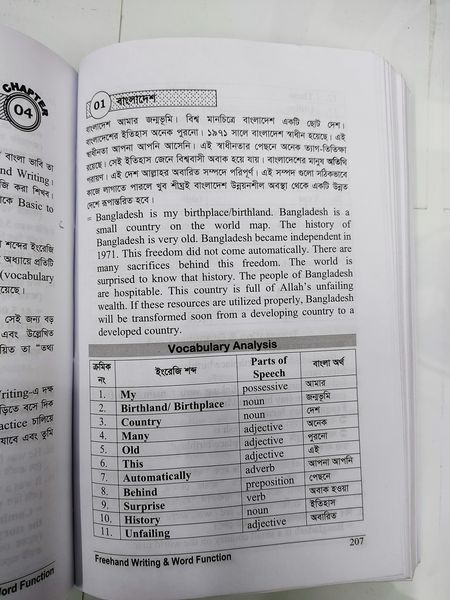 CHAPTER
04
বাংলা ভাবি তা
nd Writing।
জি করা শিখব।
কে Basic to
শব্দের ইংরেজি
অধ্যায়ে প্রতিটি
(vocabulary
য়েছে।
সেই জন্য বড়
এবং উল্লেখিত
য়িত তা “তথ্য
Writing-এ দক্ষ
ড়িতে বসে দিক
ractice চালিয়ে
যাবে এবং তুমি
Word Function
01 বাংলাদেশ
বাংলাদেশ আমার জন্মভূমি। বিশ্ব মানচিত্রে বাংলাদেশ একটি ছোট দেশ।
বাংলাদেশের ইতিহাস অনেক পুরনো। ১৯৭১ সালে বাংলাদেশ স্বাধীন হয়েছে। এই
স্বাধীনতা আপনা আপনি আসেনি। এই স্বাধীনতার পেছনে অনেক ত্যাগ-তিতিক্ষা
রয়েছে। সেই ইতিহাস জেনে বিশ্ববাসী অবাক হয়ে যায়। বাংলাদেশের মানুষ অতিথি
পরায়ণ। এই দেশ আল্লাহর অবারিত সম্পদে পরিপূর্ণ। এই সম্পদ গুলো সঠিকভাবে
কাজে লাগাতে পারলে খুব শীঘ্রই বাংলাদেশ উন্নয়নশীল অবস্থা থেকে একটি উন্নত
দেশে রূপান্তরিত হবে।
= Bangladesh is my birthplace/birthland. Bangladesh is a
small country on the world map. The history of
Bangladesh is very old. Bangladesh became independent in
1971. This freedom did not come automatically. There are
many sacrifices behind this freedom. The world is
surprised to know that history. The people of Bangladesh
are hospitable. This country is full of Allah's unfailing
wealth. If these resources are utilized properly, Bangladesh
will be transformed soon from a developing country to a
developed country.
Vocabulary Analysis
ক্রমিক নং ইংরেজি শব্দ Parts of Speech বাংলা অর্থ
1. My possessive আমার
2. Birthland/ Birthplace noun জন্মভূমি
3. Country noun দেশ
4. Many adjective অনেক
5. Old adjective পুরনো
6. This adjective এই
7. Automatically adverb আপনা আপনি
8. Behind preposition পেছনে
9. Surprise verb অবাক হওয়া
10. History noun ইতিহাস
11. Unfailing adjective অবারিত
207
Freehand Writing & Word Function